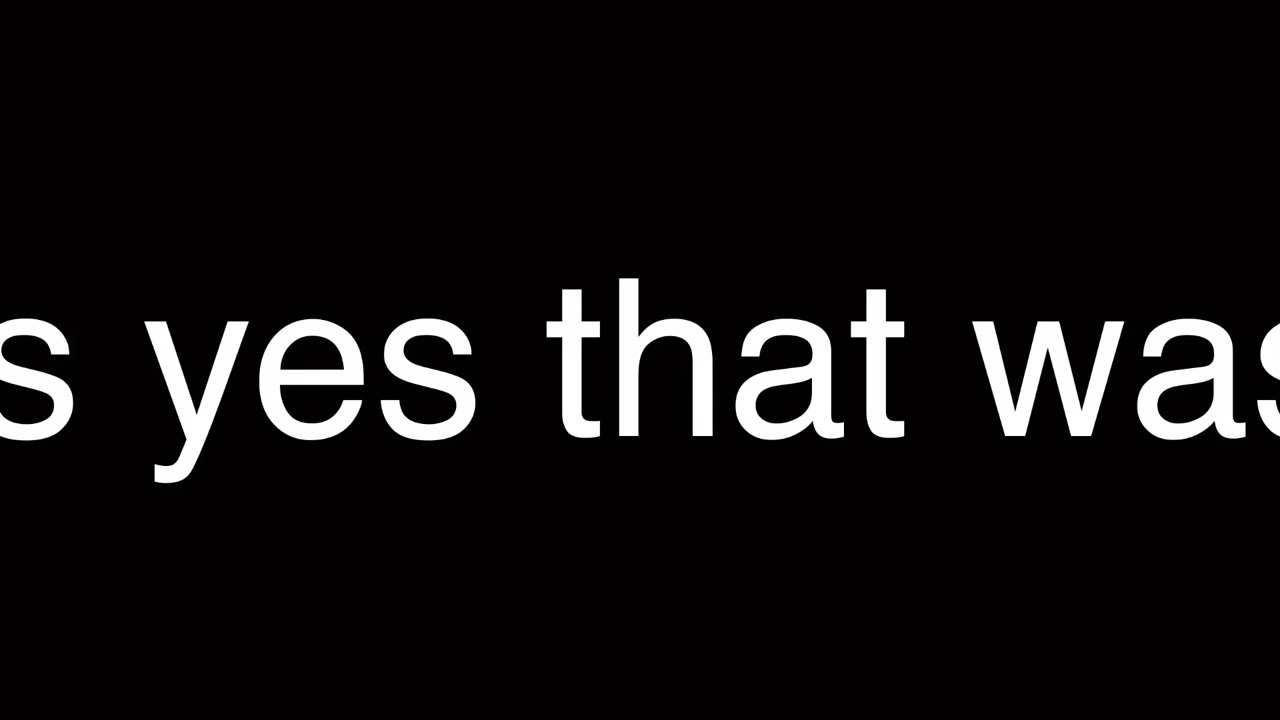 s yes that was